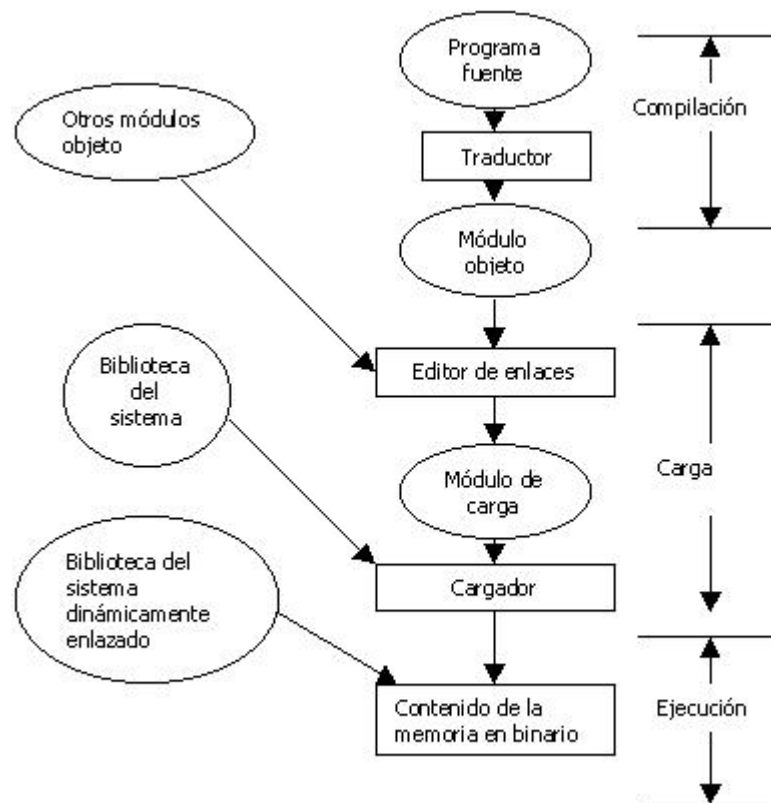 Programa
fuente
Compilación
Otros módulos
objeto
Traductor
Módulo
objeto
Biblioteca
del
sistema
Editor de enlaces
Módulo de
carga
Carga
Biblioteca del
sistema
dinámicamente
enlazado
Cargador
Contenido de la
memoria en binario
Ejecución